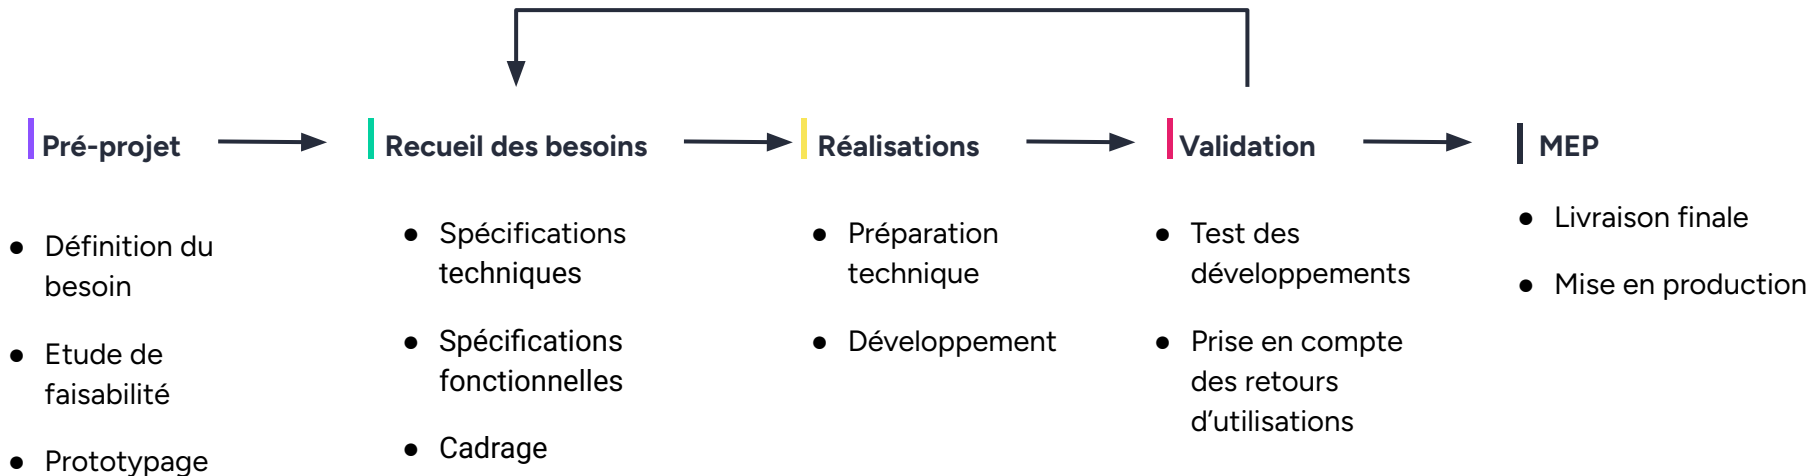 Pré-projet
Recueil des besoins
Réalisations
Validation
MEP
● Définition du
besoin
● Etude de
faisabilité
● Prototypage
● Spécifications
techniques
● Spécifications
fonctionnelles
● Cadrage
● Préparation
technique
● Développement
● Test des
développements
● Prise en compte
des retours
d’utilisations
● Livraison finale
● Mise en production